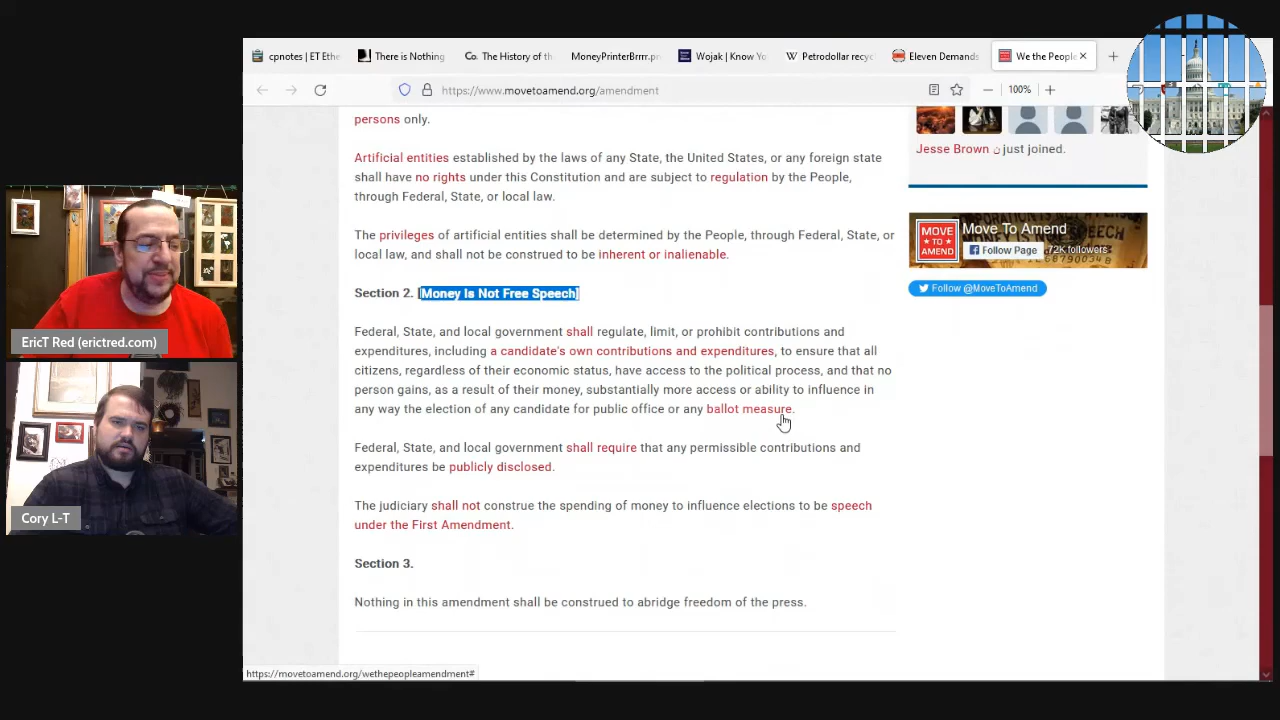 cpnotes | ET Ethe
There is Nothing
Co. The History of th
MoneyPrinterBrrr.pn
Wojak | Know Yo
Petrodollar recyc
Eleven Demands
We the People
https://www.movetoamend.org/amendment
100%
persons only.
Artificial entities established by the laws of any State, the United States, or any foreign state
shall have no rights under this Constitution and are subject to regulation by the People,
through Federal, State, or local law.
The privileges of artificial entities shall be determined by the People, through Federal, State, or
local law, and shall not be construed to be inherent or inalienable.
Section 2. [Money Is Not Free Speech]
Federal, State, and local government shall regulate, limit, or prohibit contributions and
expenditures, including a candidate's own contributions and expenditures, to ensure that all
citizens, regardless of their economic status, have access to the political process, and that no
person gains, as a result of their money, substantially more access or ability to influence in
any way the election of any candidate for public office or any ballot measure.
Federal, State, and local government shall require that any permissible contributions and
expenditures be publicly disclosed.
The judiciary shall not construe the spending of money to influence elections to be speech
under the First Amendment.
Section 3.
Nothing in this amendment shall be construed to abridge freedom of the press.
https://movetoamend.org/wethepeopleamendment#
Jesse Brown just joined.
MOVE TO AMEND
Move To Amend
Follow Page
72K followers
Follow @MoveToAmend
EricT Red (erictred.com)
Cory L-T